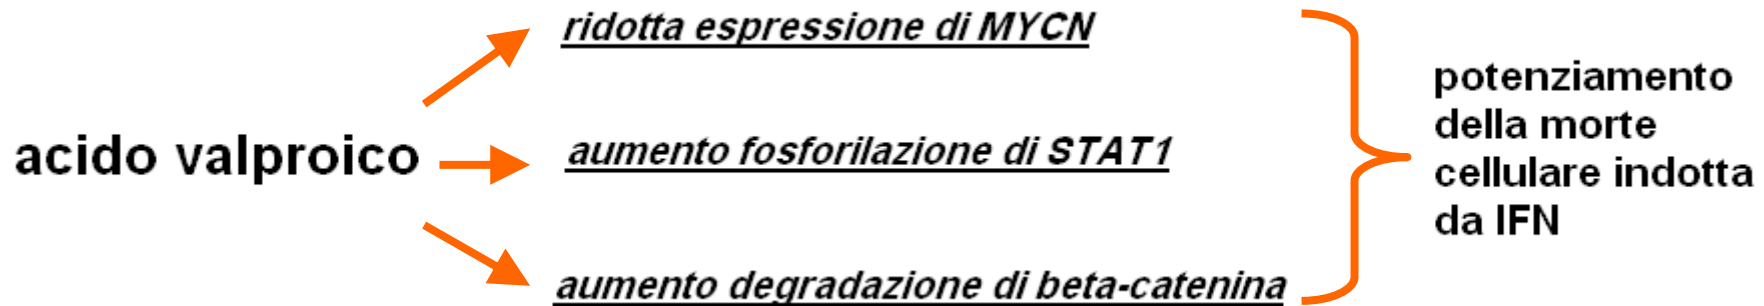 acido valproico
ridotta espressione di MYCN
aumento fosforilazione di STAT1
aumento degradazione di beta-catenina
potenziamento
della morte
cellulare indotta
da IFN